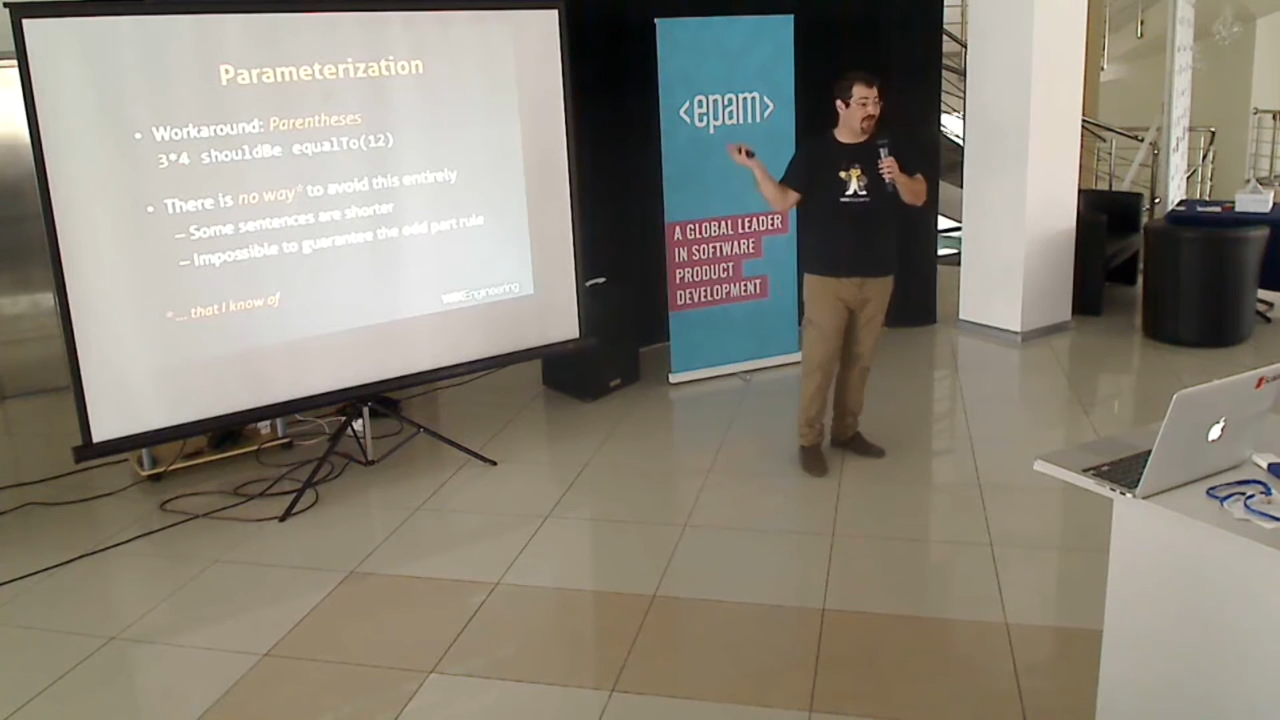 Parameterization
• Workaround: Parentheses
3*4 shouldBe equalTo(12)
• There is no way* to avoid this entirely
– Some sentences are shorter
– Impossible to guarantee the odd part rule
* ... that I know of
WIXEngineering
<epam>
A GLOBAL LEADER
IN SOFTWARE
PRODUCT
DEVELOPMENT